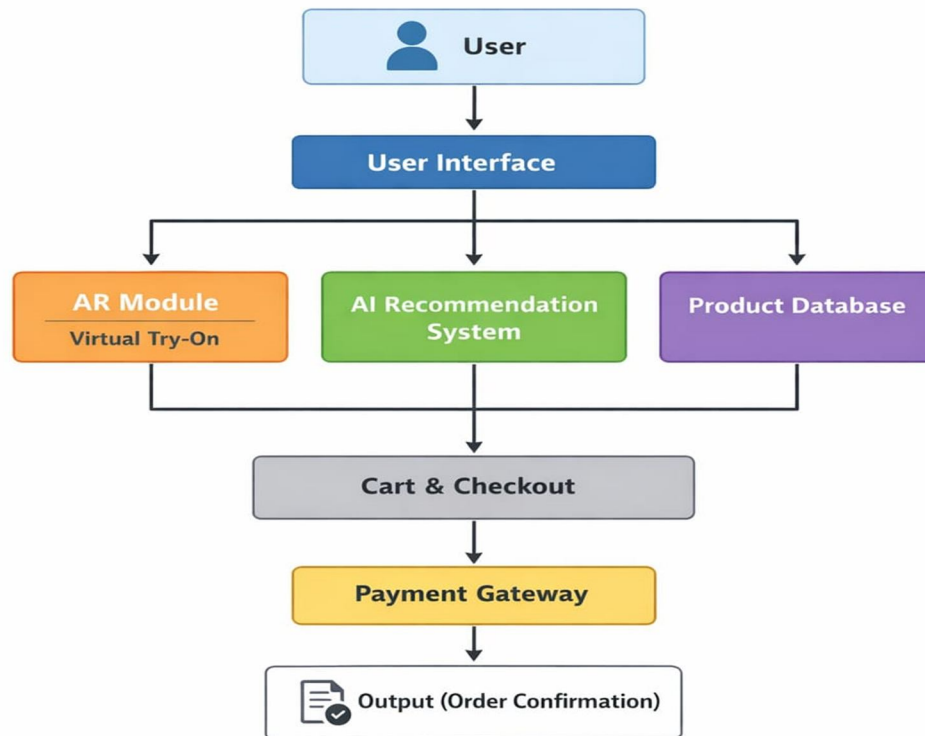 User
User Interface
AR Module
Virtual Try-On
AI Recommendation
System
Product Database
Cart & Checkout
Payment Gateway
Output (Order Confirmation)